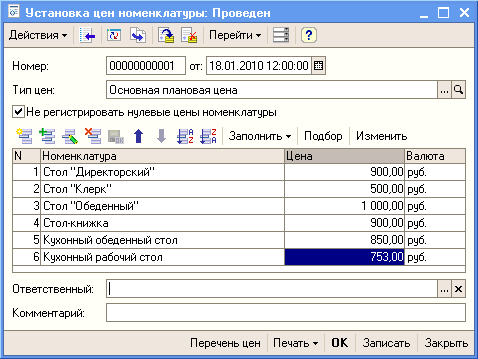 Установка цен номенклатуры: Проведен
Действия Перейти
Номер: 00000000001 от: 18.01.2010 12:00:00
Тип цен: Основная плановая цена
Не регистрировать нулевые цены номенклатуры
Заполнить Подбор Изменить
N Номенклатура Цена Валюта
1 Стол "Директорский" 900,00 руб.
2 Стол "Клерк" 500,00 руб.
3 Стол "Обеденный" 1 000,00 руб.
4 Стол-книжка 900,00 руб.
5 Кухонный обеденный стол 850,00 руб.
6 Кухонный рабочий стол 753,00 руб.
Ответственный:
Комментарий:
Перечень цен Печать OK Записать Закрыть